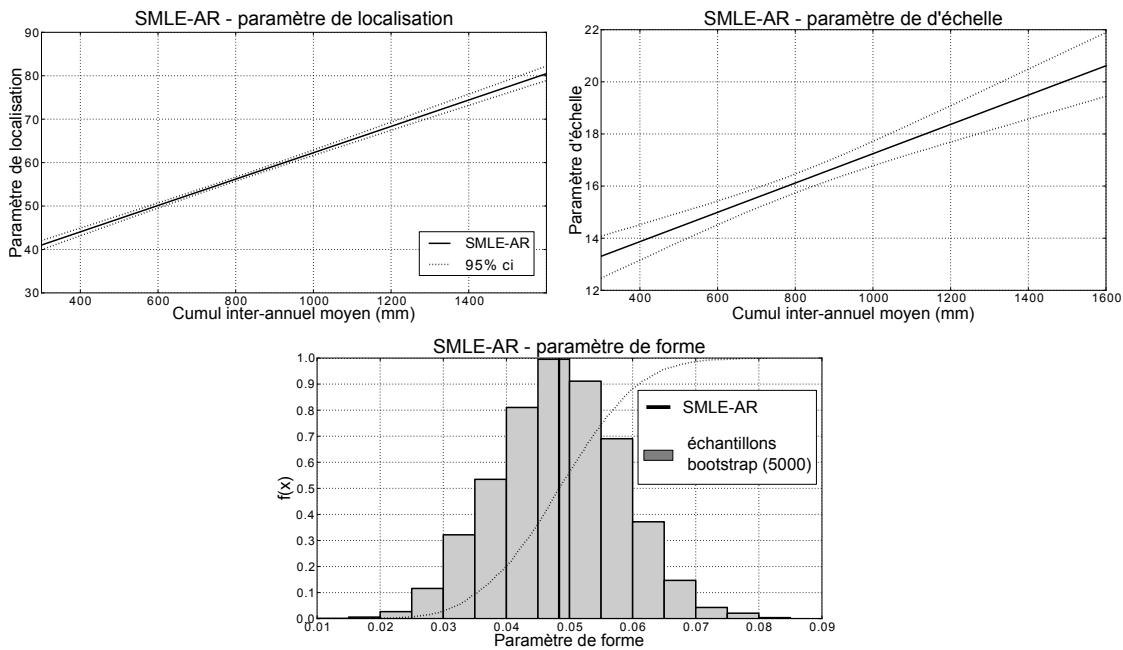 SMLE-AR - paramètre de localisation
90
80
70
60
50
40
30
Paramètre de localisation
SMLE-AR
95% ci
400 600 800 1000 1200 1400
Cumul inter-annuel moyen (mm)
SMLE-AR - paramètre de d'échelle
22
20
18
16
14
12
Paramètre d'échelle
400 600 800 1000 1200 1400 1600
Cumul inter-annuel moyen (mm)
SMLE-AR - paramètre de forme
1.0
0.9
0.8
0.7
0.6
0.5
0.4
0.3
0.2
0.1
0.0
f(x)
SMLE-AR
échantillons
bootstrap (5000)
0.01 0.02 0.03 0.04 0.05 0.06 0.07 0.08 0.09
Paramètre de forme